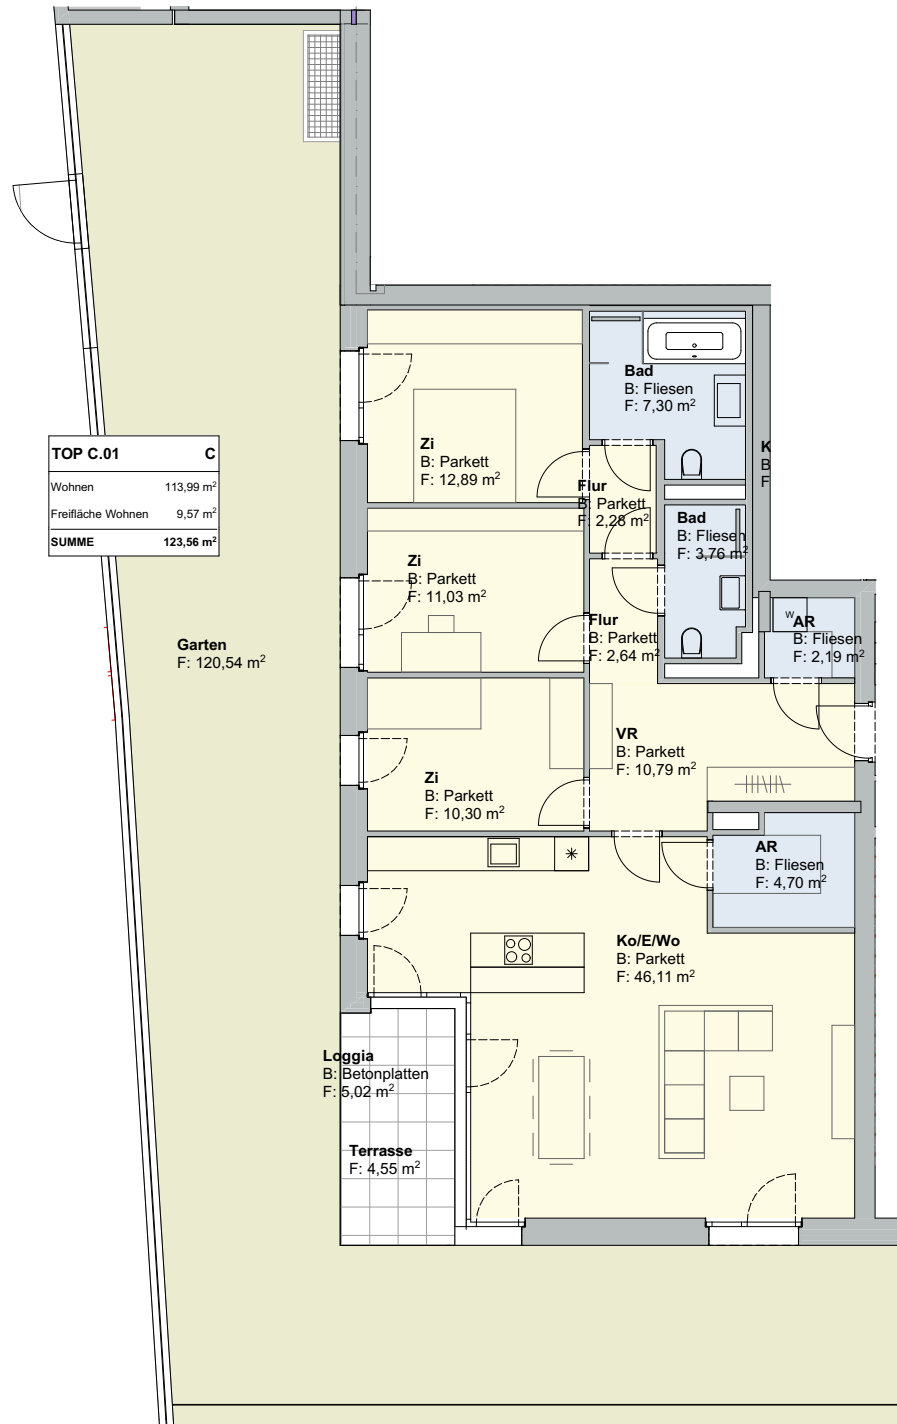 TOP C.01 C
Wohnen 113,99 m²
Freifläche Wohnen 9,57 m²
SUMME 123,56 m²
Garten
F: 120,54 m²
Zi
B: Parkett
F: 12,89 m²
Bad
B: Fliesen
F: 7,30 m²
K
B
F
Flur
B: Parkett
F: 2,28 m²
Bad
B: Fliesen
F: 3,76 m²
Zi
B: Parkett
F: 11,03 m²
Flur
B: Parkett
F: 2,64 m²
W
AR
B: Fliesen
F: 2,19 m²
VR
B: Parkett
F: 10,79 m²
Zi
B: Parkett
F: 10,30 m²
AR
B: Fliesen
F: 4,70 m²
Ko/E/Wo
B: Parkett
F: 46,11 m²
Loggia
B: Betonplatten
F: 5,02 m²
Terrasse
F: 4,55 m²